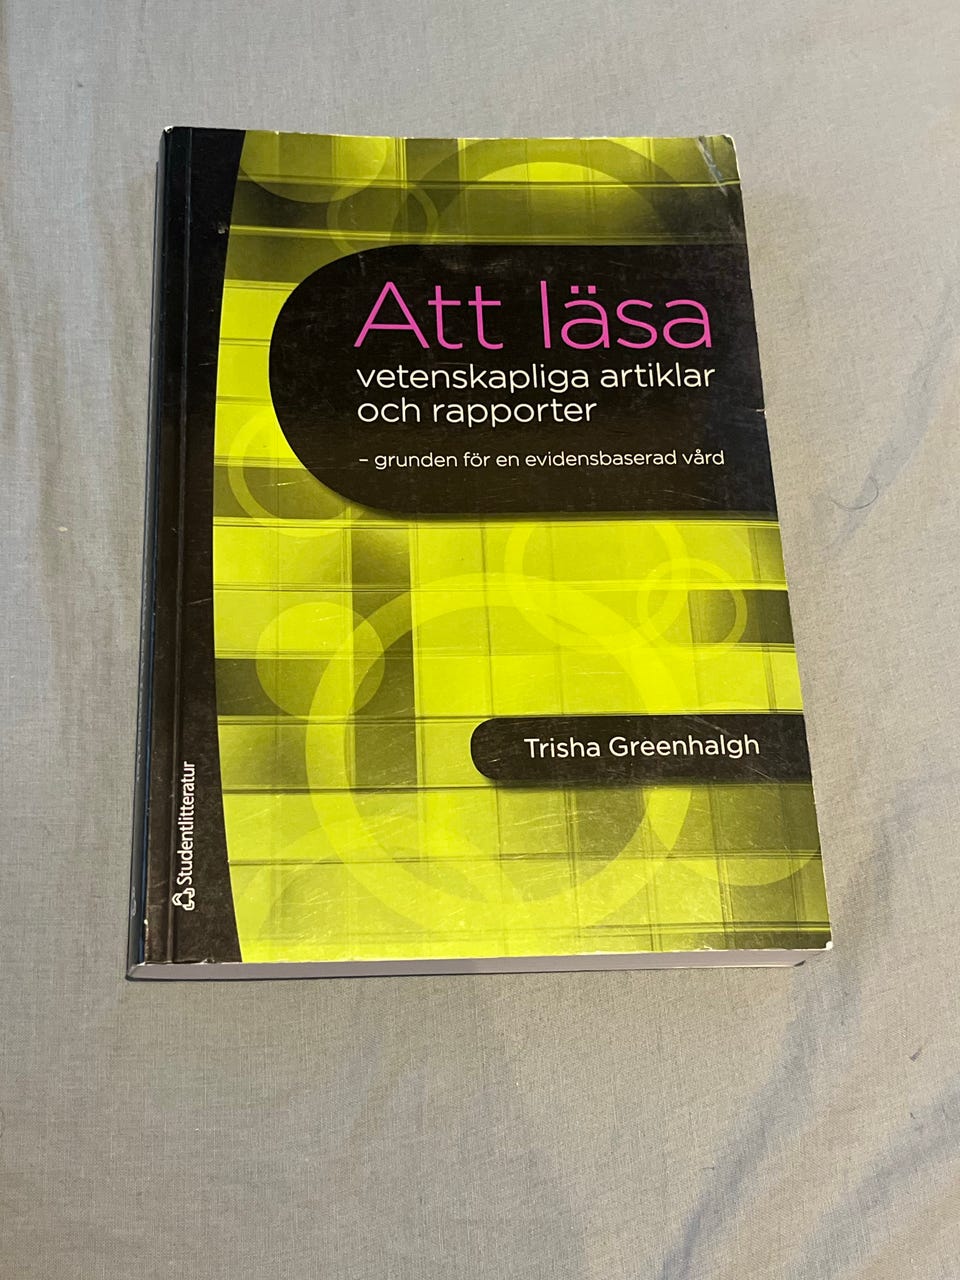 Att läsa
vetenskapliga artiklar
och rapporter
– grunden för en evidensbaserad vård
Trisha Greenhalgh
Studentlitteratur